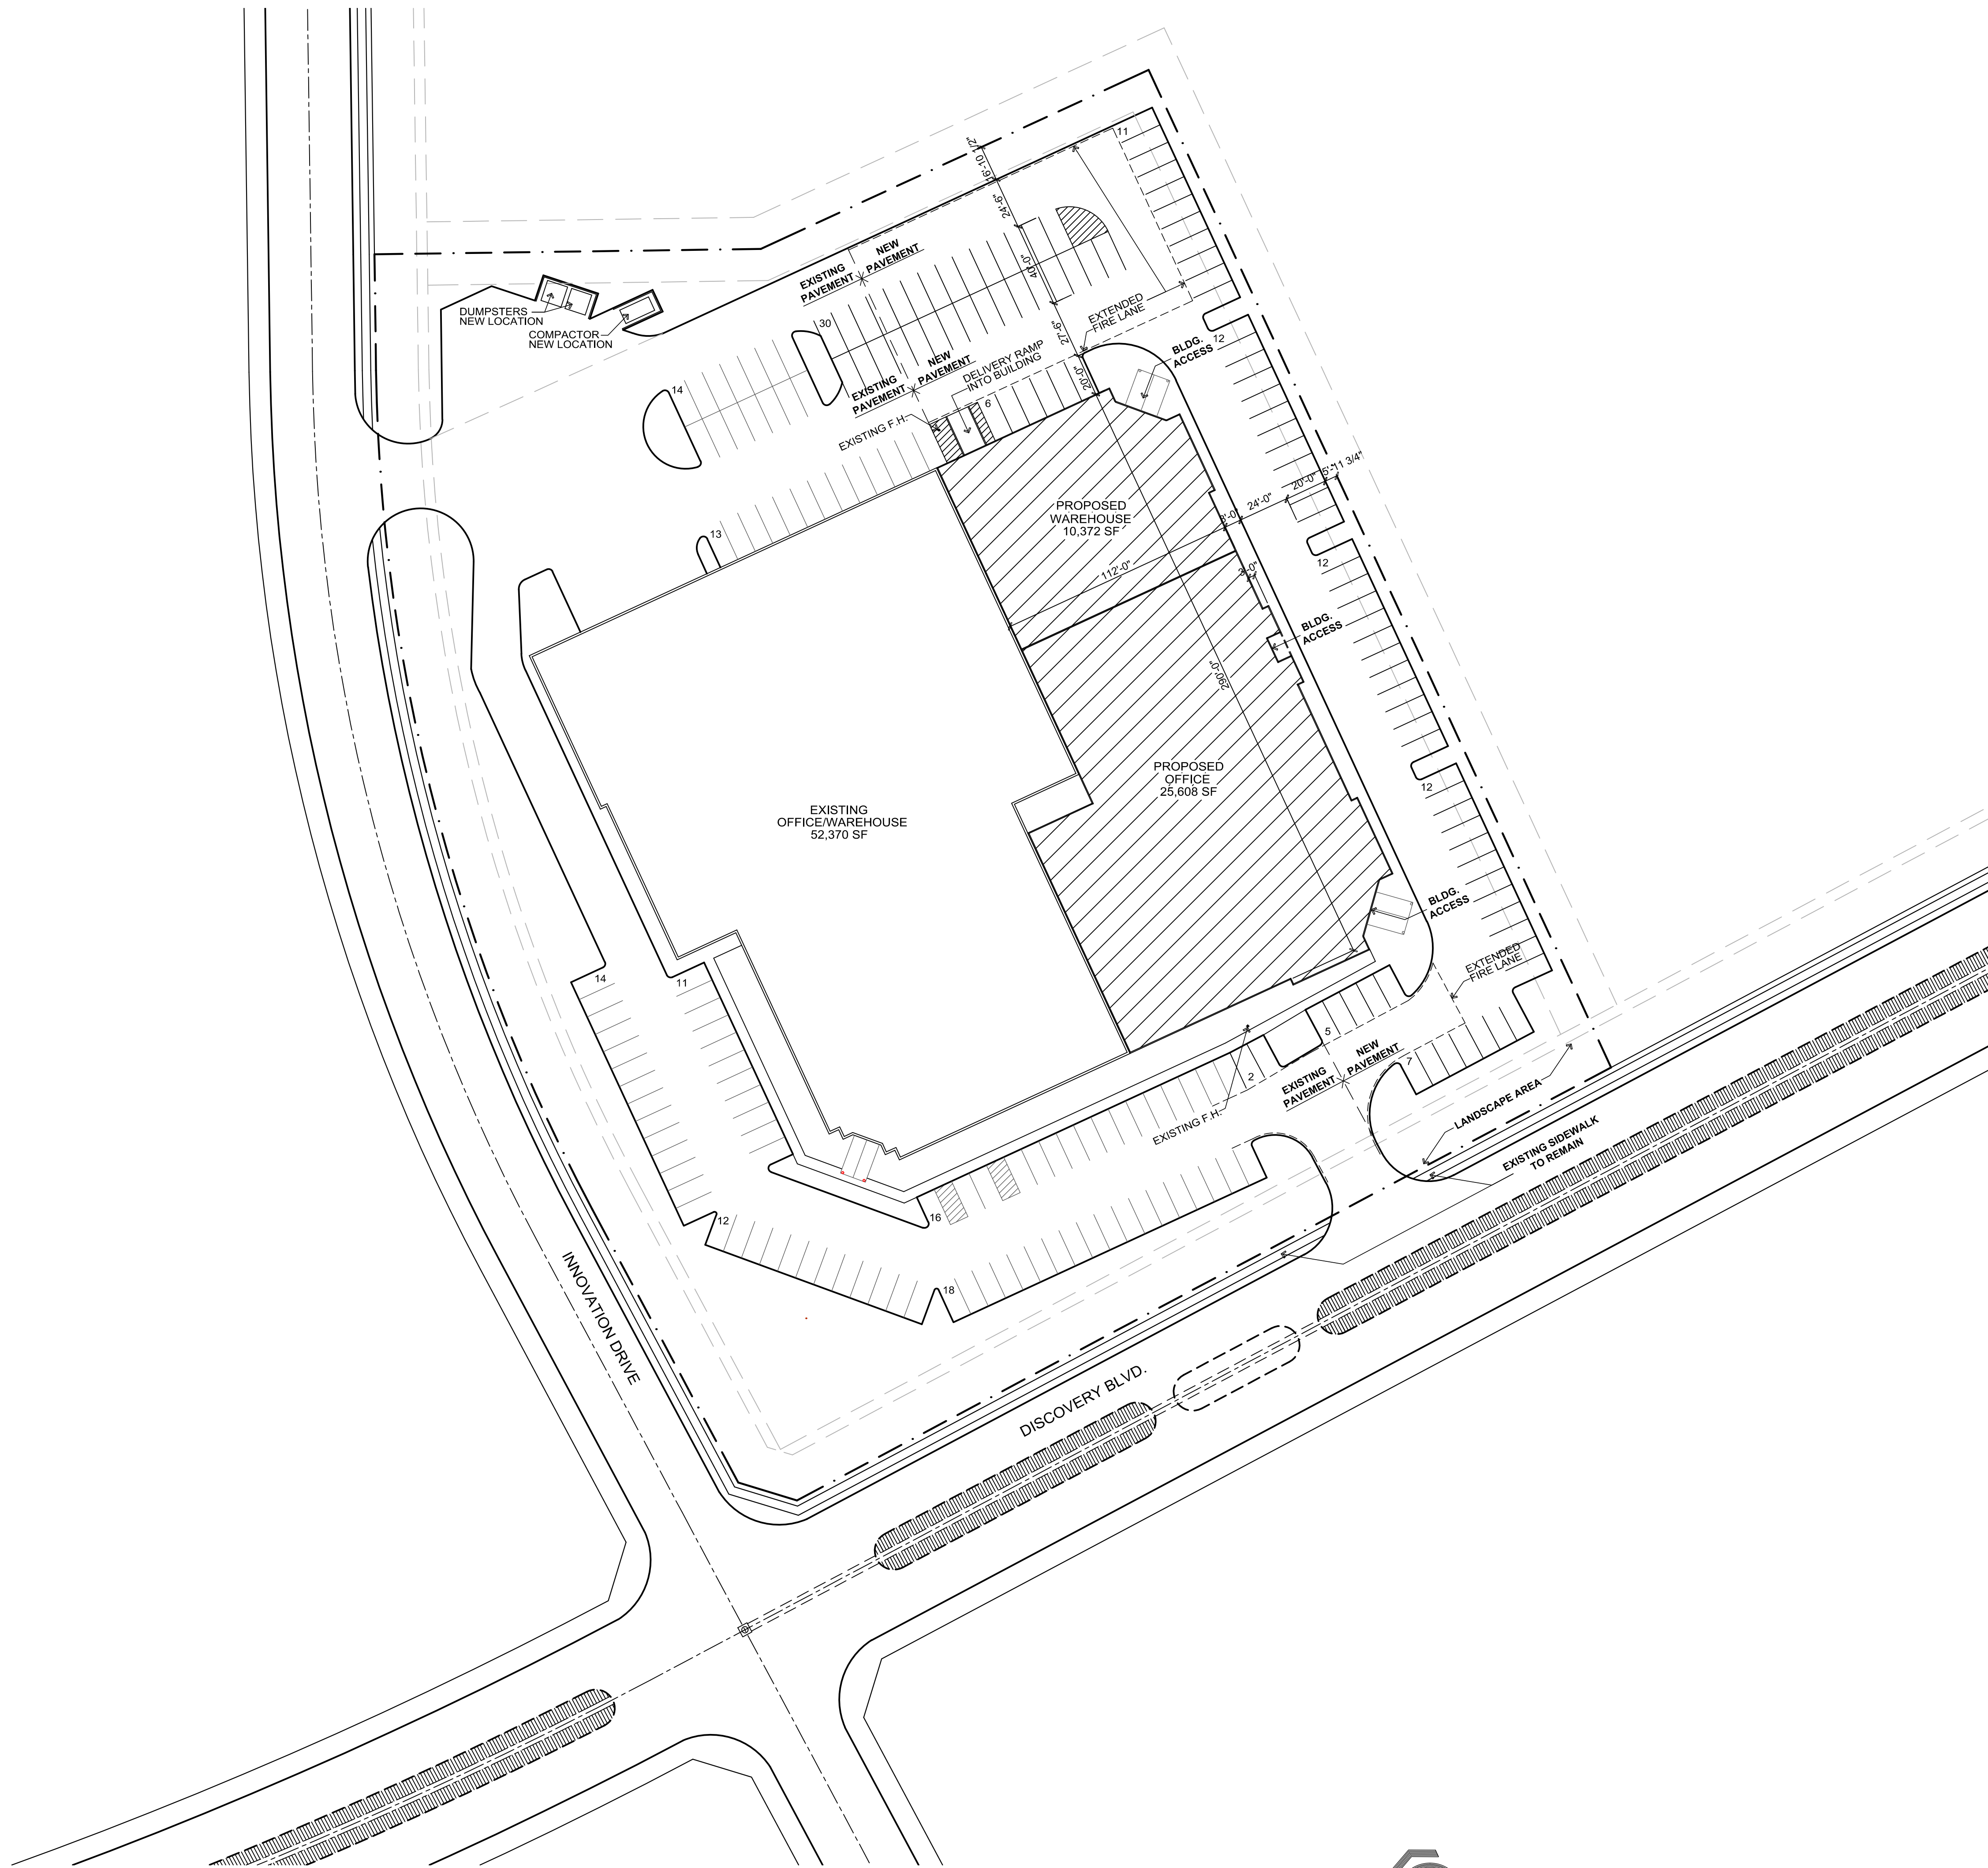 11
16'-10 1/2"
24'-6"
40'-0"
27'-6"
20'-0"
EXISTING
PAVEMENT
NEW
PAVEMENT
DUMPSTERS
NEW LOCATION
COMPACTOR
NEW LOCATION
30
EXTENDED
FIRE LANE
12
BLDG.
ACCESS
EXISTING
PAVEMENT
NEW
PAVEMENT
DELIVERY RAMP
INTO BUILDING
14
6
EXISTING F.H.
13
PROPOSED
WAREHOUSE
10,372 SF
24'-0"
20'-0"
5'-11 3/4"
112'-0"
3'-0"
12
BLDG.
ACCESS
290'-0"
PROPOSED
OFFICE
25,608 SF
12
EXISTING
OFFICE/WAREHOUSE
52,370 SF
BLDG.
ACCESS
EXTENDED
FIRE LANE
14
11
5
NEW
PAVEMENT
EXISTING
PAVEMENT
7
2
LANDSCAPE AREA
EXISTING F.H.
EXISTING SIDEWALK
TO REMAIN
12
16
18
INNOVATION DRIVE
DISCOVERY BLVD.